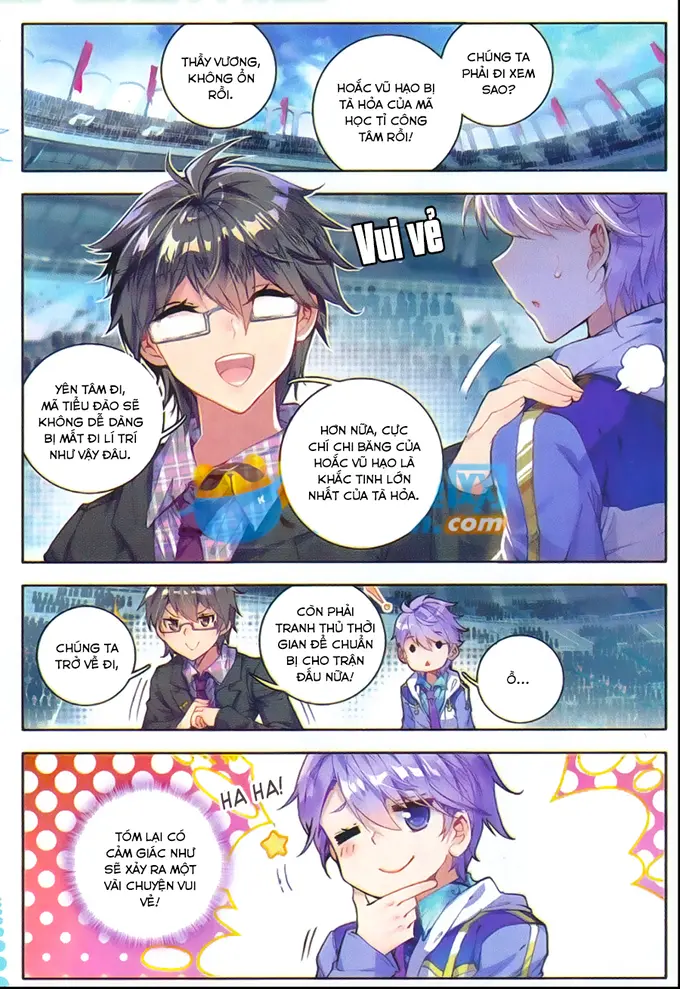 THẦY VƯƠNG,
KHÔNG ỔN
RỒI.
HOẮC VŨ HẠO BỊ
TÀ HỎA CỦA MÃ
HỌC TỈ CÔNG
TÂM RỒI!
CHÚNG TA
PHẢI ĐI XEM
SAO?
Vui vẻ
YÊN TÂM ĐI,
MÃ TIỂU ĐÀO SẼ
KHÔNG DỄ DÀNG
BỊ MẮT ĐI LÍ TRÍ
NHƯ VẬY ĐÂU.
HƠN NỮA, CỰC
CHÍ CHI BĂNG CỦA
HOẮC VŨ HẠO LÀ
KHẮC TINH LỚN
NHẤT CỦA TÀ HỎA.
.com
CHÚNG TA
TRỞ VỀ ĐI,
CÒN PHẢI
TRANH THỦ THỜI
GIAN ĐỂ CHUẨN
BỊ CHO TRẬN
ĐẤU NỮA!
Ồ...
HA HA!
TÓM LẠI CÓ
CẢM GIÁC NHƯ
SẼ XẢY RA MỘT
VÀI CHUYỆN VUI
VẺ!